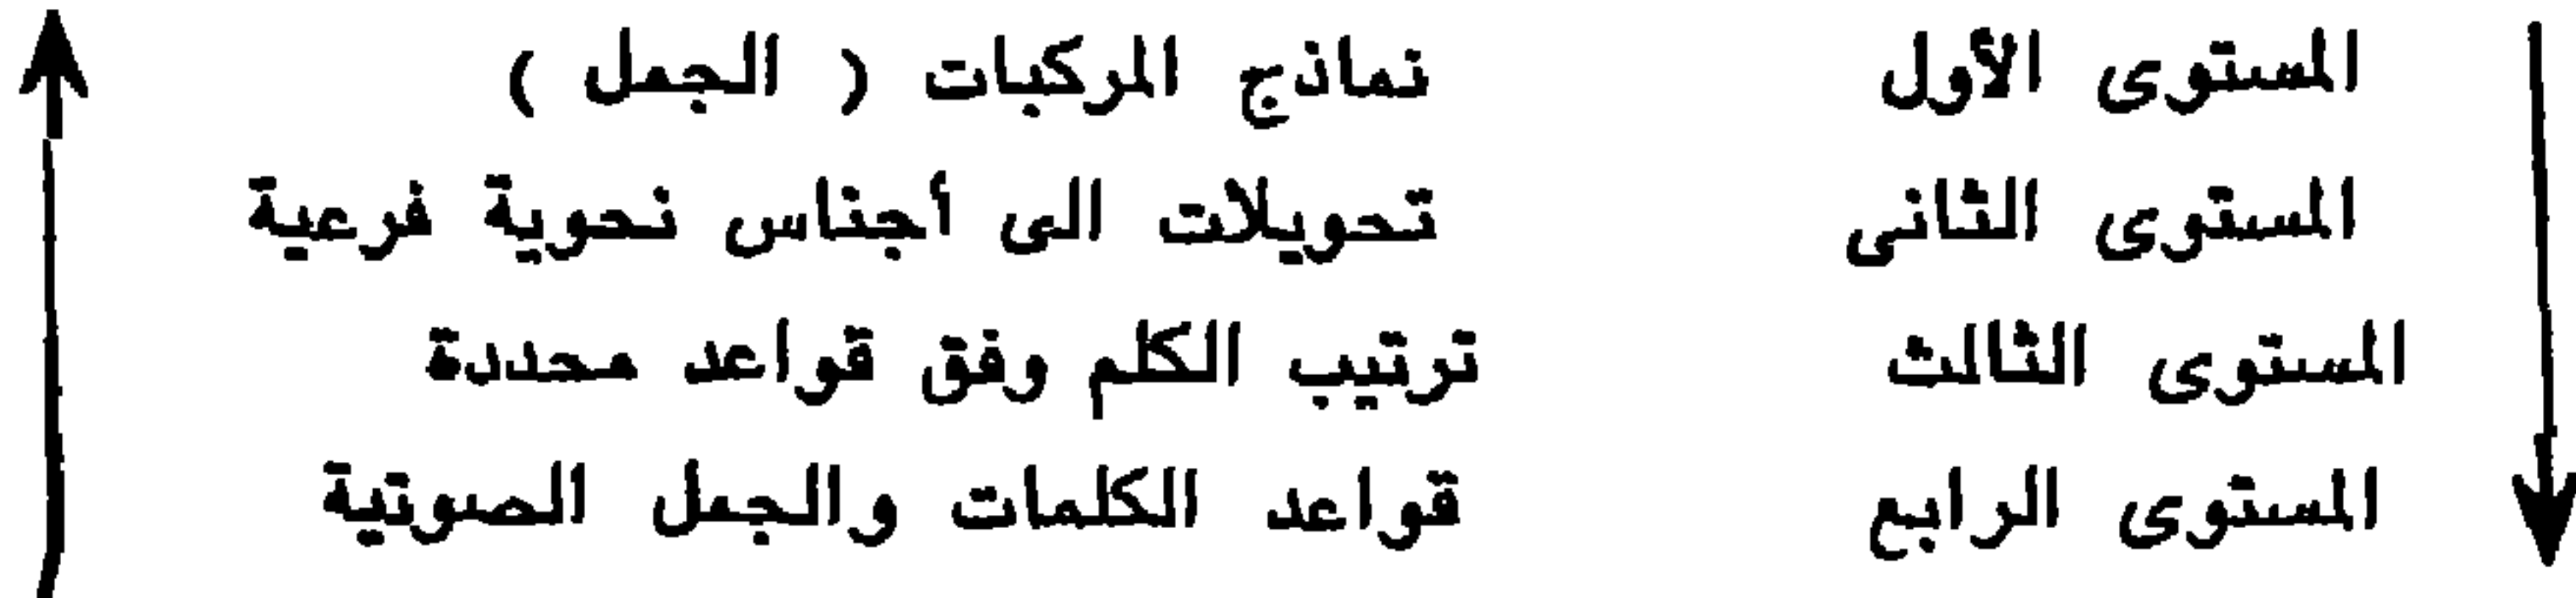 المستوى الأول نماذج المركبات ( الجمل )
المستوى الثانى تحويلات الى أجناس نحوية فرعية
المستوى الثالث ترتيب الكلم وفق قواعد محددة
المستوى الرابع قواعد الكلمات والجمل الصوتية